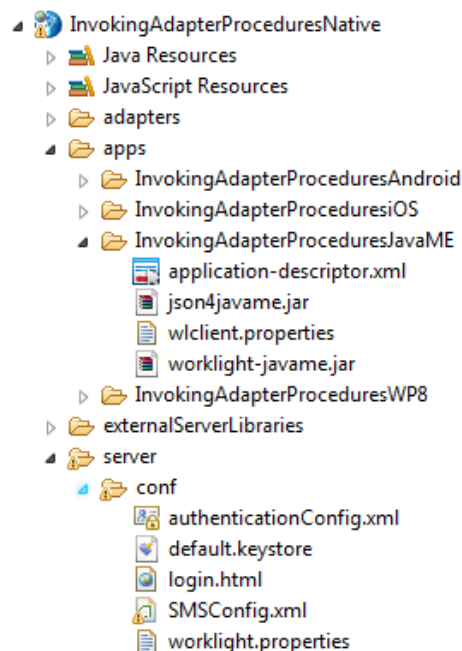 InvokingAdapterProceduresNative
Java Resources
JavaScript Resources
adapters
apps
InvokingAdapterProceduresAndroid
InvokingAdapterProceduresiOS
InvokingAdapterProceduresJavaME
application-descriptor.xml
json4javame.jar
wlclient.properties
worklight-javame.jar
InvokingAdapterProceduresWP8
externalServerLibraries
server
conf
authenticationConfig.xml
default.keystore
login.html
SMSConfig.xml
worklight.properties